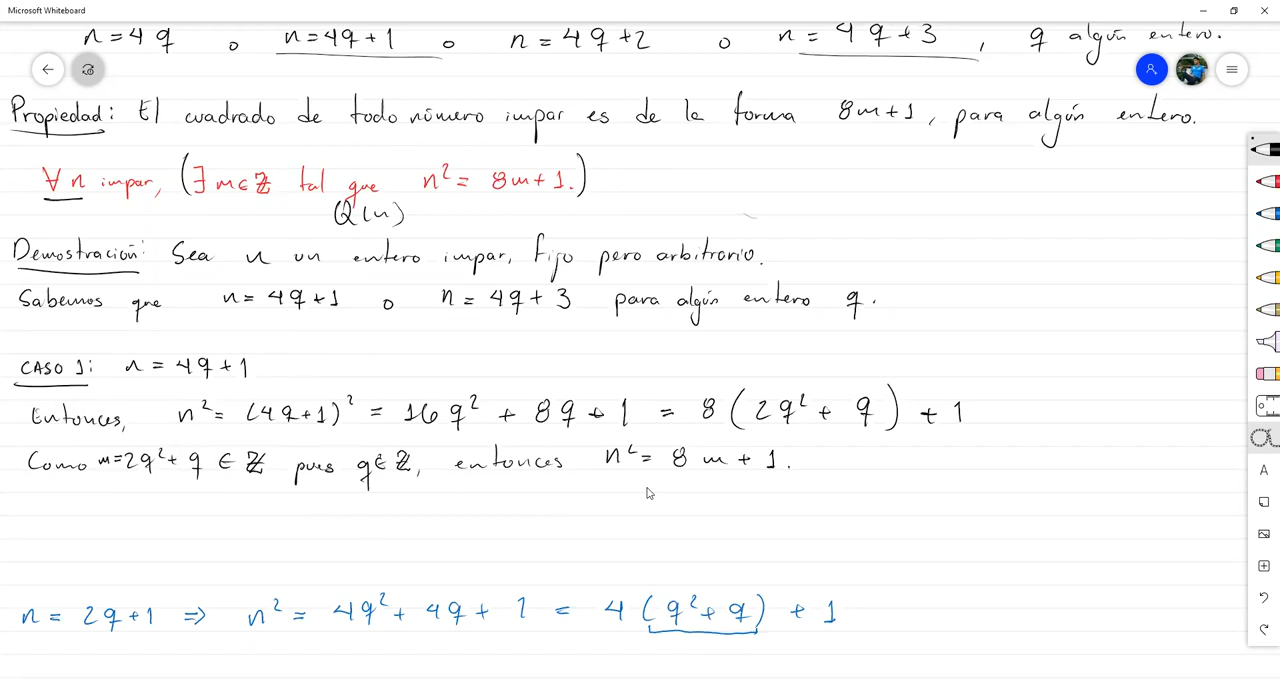 Microsoft Whiteboard
n = 4q o n = 4q+1 o n = 4q+2 o n = 4q+3, q algún entero.
Propiedad: El cuadrado de todo número impar es de la forma 8m+1, para algún entero.
∀ n impar, (∃ m ∈ ℤ tal que n² = 8m+1.)
Q(n)
Demostración: Sea n un entero impar, fijo pero arbitrario.
Sabemos que n = 4q+1 o n = 4q+3 para algún entero q.
CASO 1: n = 4q+1
Entonces, n² = (4q+1)² = 16q² + 8q + 1 = 8(2q² + q) + 1
Como m=2q²+q ∈ ℤ pues q∈ℤ, entonces n² = 8m + 1.
n = 2q+1 ⇒ n² = 4q² + 4q + 1 = 4(q²+q) + 1
A